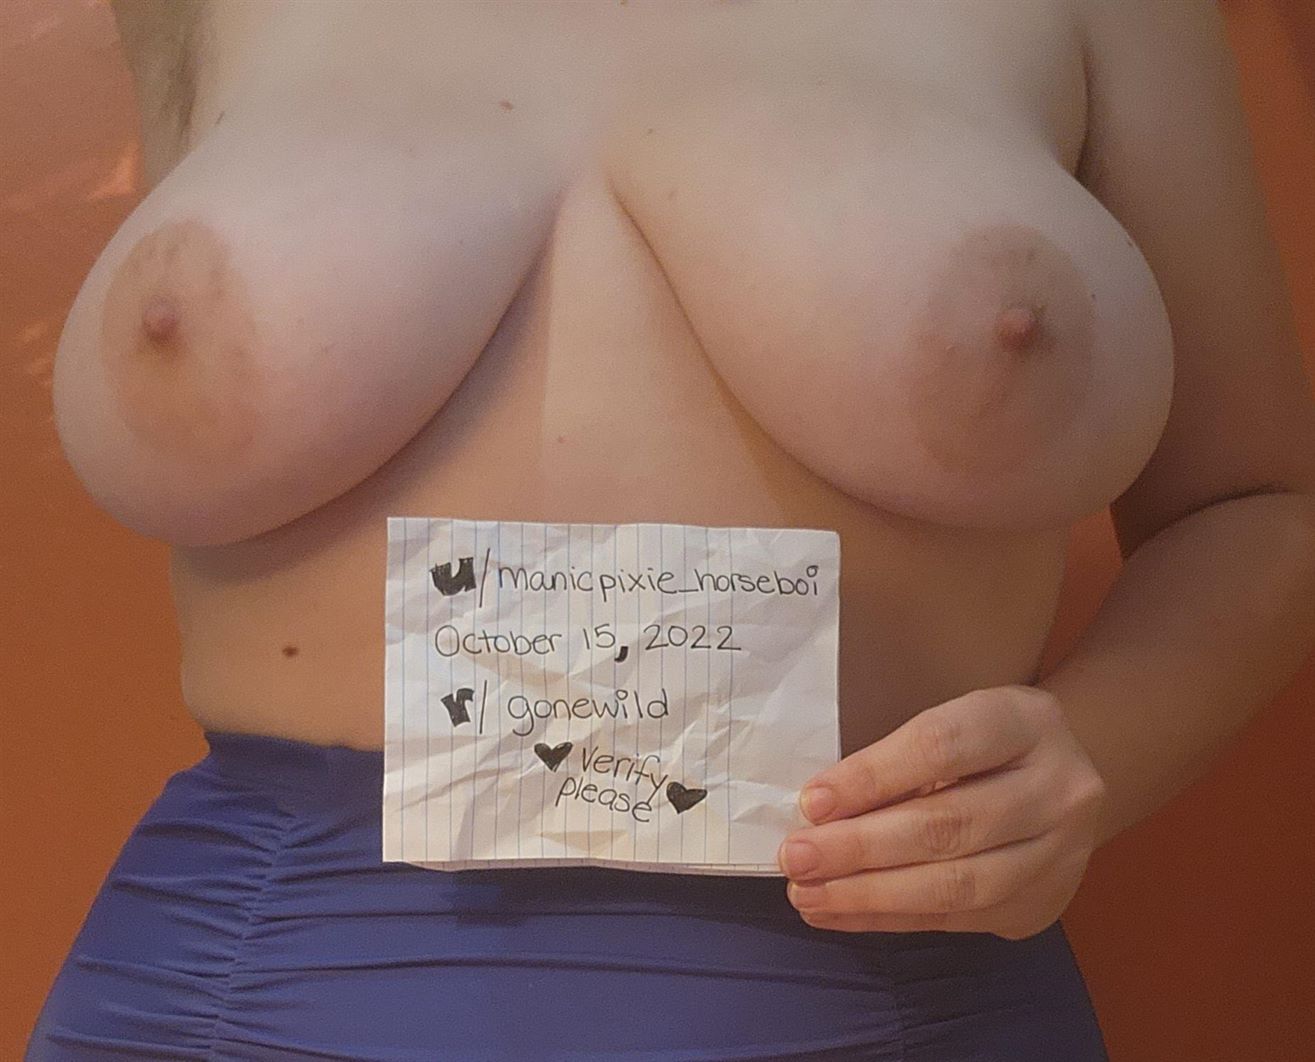 u/manicpixie_horseboi
October 15, 2022
r/gonewild
♥ Verify
please ♥